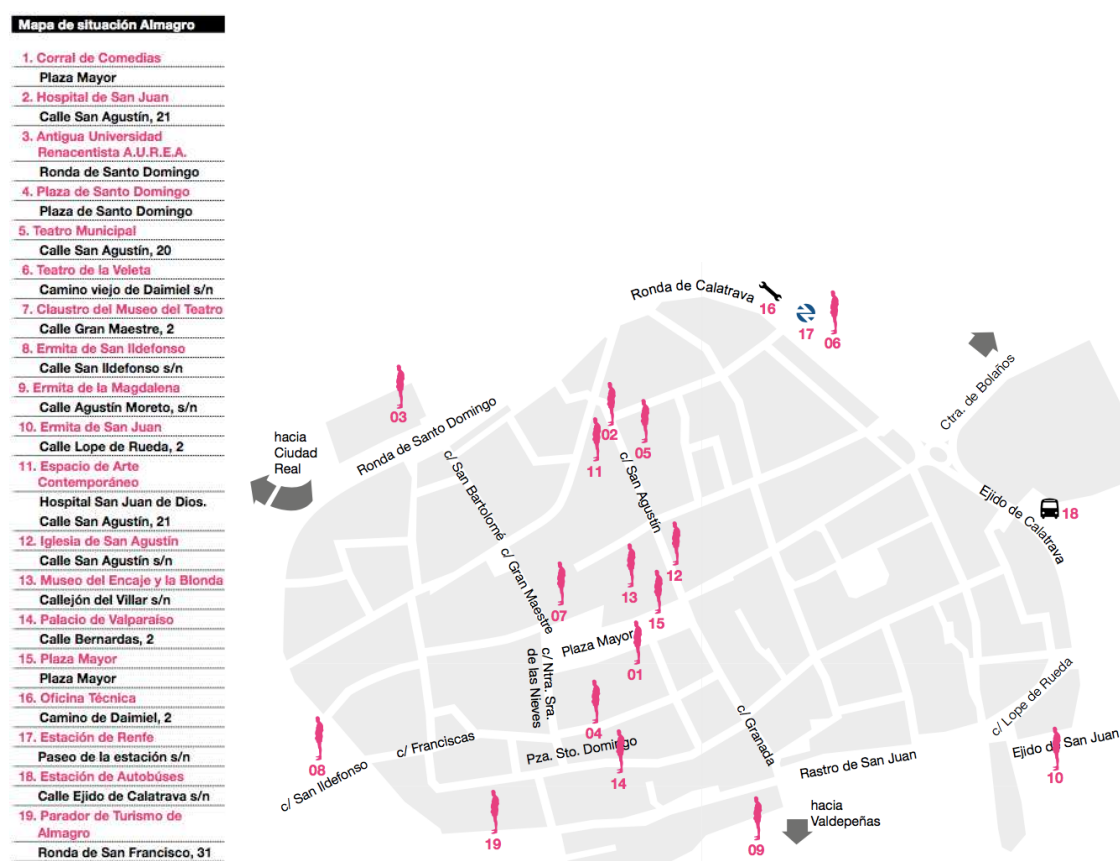 Mapa de situación Almagro
1. Corral de Comedias
Plaza Mayor
2. Hospital de San Juan
Calle San Agustín, 21
3. Antigua Universidad
Renacentista A.U.R.E.A.
Ronda de Santo Domingo
4. Plaza de Santo Domingo
Plaza de Santo Domingo
5. Teatro Municipal
Calle San Agustín, 20
6. Teatro de la Veleta
Camino viejo de Daimiel s/n
7. Claustro del Museo del Teatro
Calle Gran Maestre, 2
8. Ermita de San Ildefonso
Calle San Ildefonso s/n
9. Ermita de la Magdalena
Calle Agustín Moreto, s/n
10. Ermita de San Juan
Calle Lope de Rueda, 2
11. Espacio de Arte
Contemporáneo
Hospital San Juan de Dios.
Calle San Agustín, 21
12. Iglesia de San Agustín
Calle San Agustín s/n
13. Museo del Encaje y la Blonda
Callejón del Villar s/n
14. Palacio de Valparaíso
Calle Bernardas, 2
15. Plaza Mayor
Plaza Mayor
16. Oficina Técnica
Camino de Daimiel, 2
17. Estación de Renfe
Paseo de la estación s/n
18. Estación de Autobúses
Calle Ejido de Calatrava s/n
19. Parador de Turismo de
Almagro
Ronda de San Francisco, 31
Ronda de Calatrava
16
17
06
Ctra. de Bolaños
03
Ronda de Santo Domingo
02
05
11
hacia
Ciudad
Real
c/ San Bartolomé
c/ San Agustín
Ejido de Calatrava
18
c/ Gran Maestre
12
13
07
15
Plaza Mayor
01
c/ Ntra. Sra.
de las Nieves
c/ Lope de Rueda
04
c/ Granada
c/ Franciscas
Pza. Sto. Domingo
Ejido de San Juan
08
c/ San Ildefonso
14
Rastro de San Juan
10
hacia
Valdepeñas
19
09